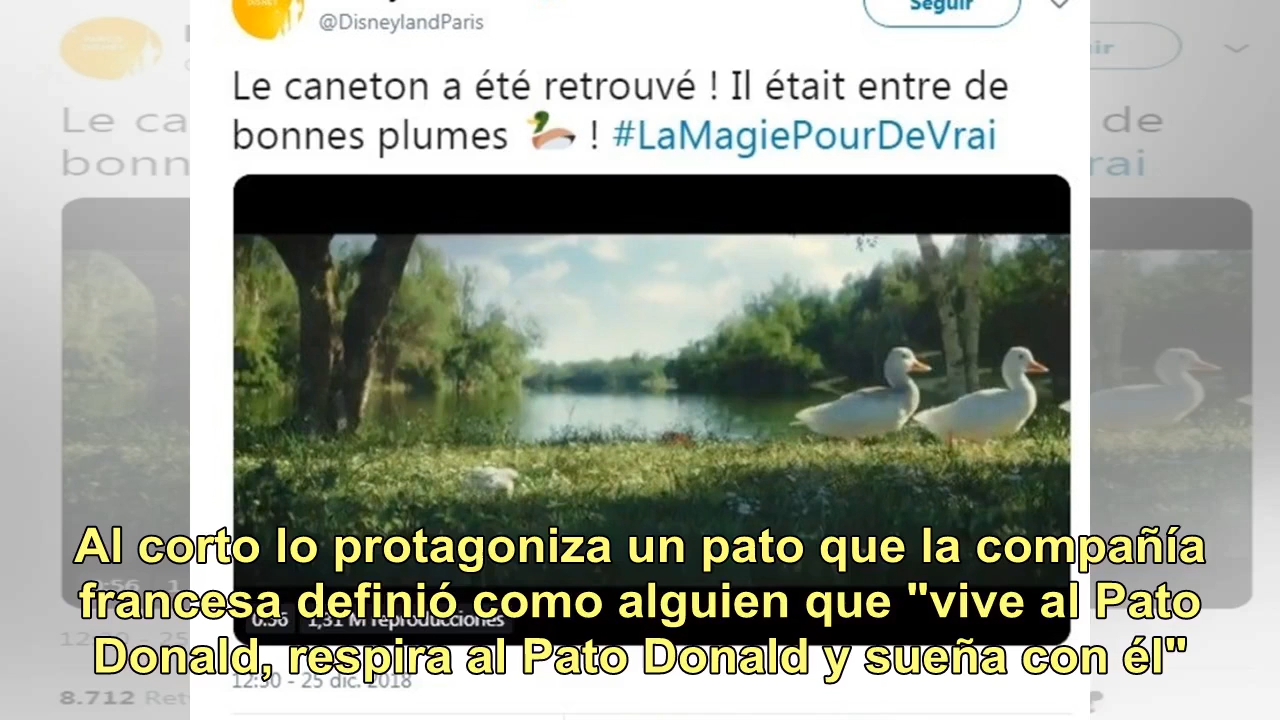 @DisneylandParis
Seguir
Le caneton a été retrouvé ! Il était entre de
bonnes plumes 🦆 ! #LaMagiePourDeVrai
Al corto lo protagoniza un pato que la compañía
francesa definió como alguien que "vive al Pato
0:56 1,31 M reproducciones
Donald, respira al Pato Donald y sueña con él"
12:30 - 25 dic. 2018
8.712